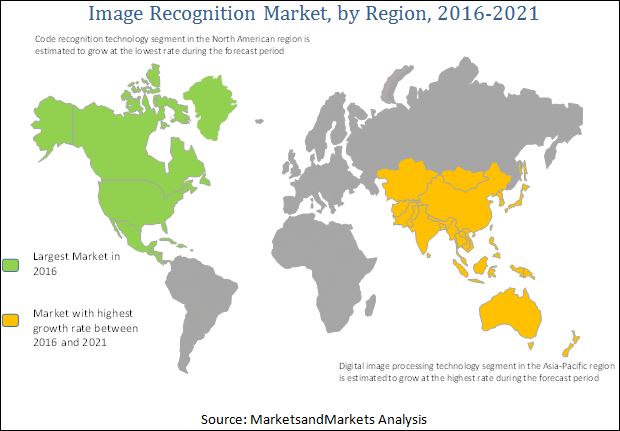 Image Recognition Market, by Region, 2016-2021
Code recognition technology segment in the North American region is
estimated to grow at the lowest rate during the forecast period
Largest Market in
2016
Market with highest
growth rate between
2016 and 2021
Digital image processing technology segment in the Asia-Pacific region
is estimated to grow at the highest rate during the forecast period
Source: MarketsandMarkets Analysis